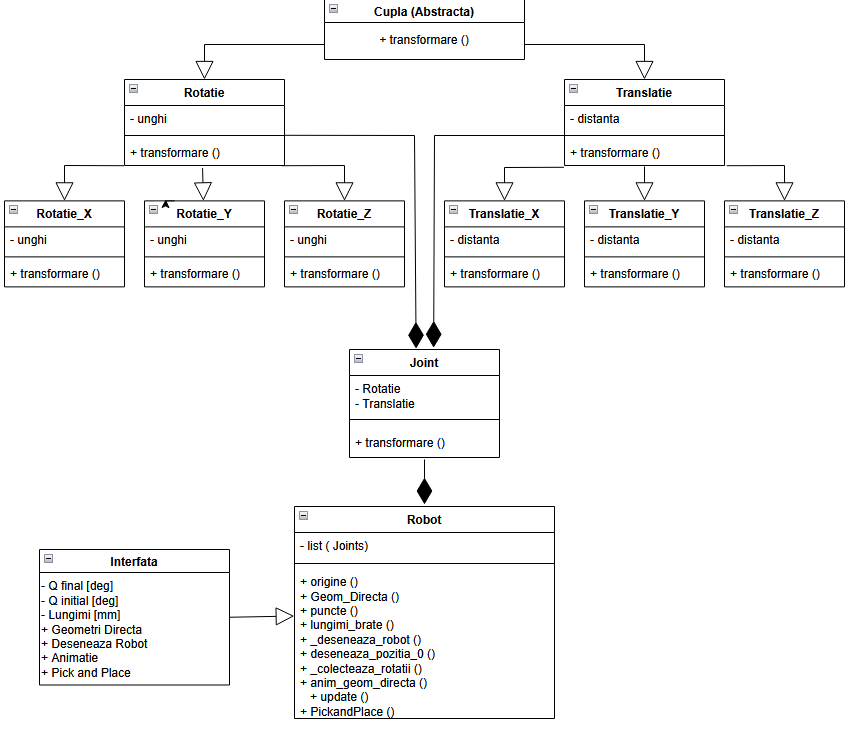 Cupla (Abstracta)
+ transformare ()
Rotatie
- unghi
+ transformare ()
Translatie
- distanta
+ transformare ()
Rotatie_X
- unghi
+ transformare ()
Rotatie_Y
- unghi
+ transformare ()
Rotatie_Z
- unghi
+ transformare ()
Translatie_X
- distanta
+ transformare ()
Translatie_Y
- distanta
+ transformare ()
Translatie_Z
- distanta
+ transformare ()
Joint
- Rotatie
- Translatie
+ transformare ()
Robot
- list ( Joints)
+ origine ()
+ Geom_Directa ()
+ puncte ()
+ lungimi_brate ()
+ _deseneaza_robot ()
+ deseneaza_pozitia_0 ()
+ _colecteaza_rotatii ()
+ anim_geom_directa ()
+ update ()
+ PickandPlace ()
Interfata
- Q final [deg]
- Q initial [deg]
- Lungimi [mm]
+ Geometri Directa
+ Deseneaza Robot
+ Animatie
+ Pick and Place